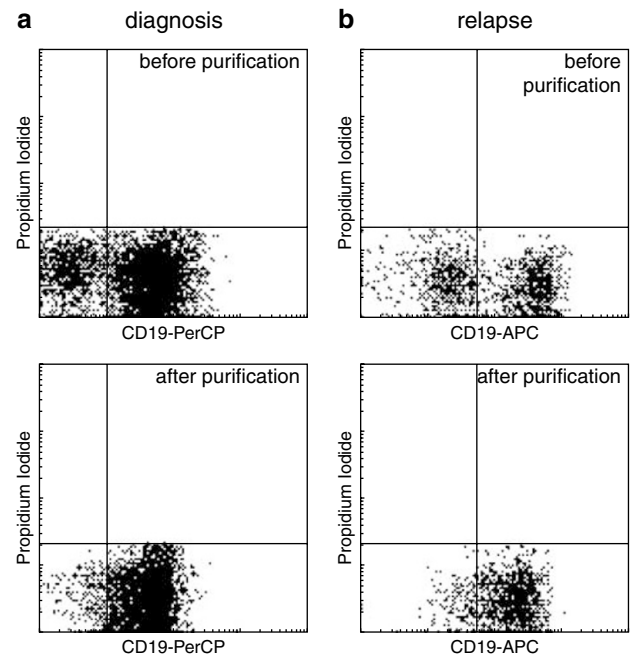 a
diagnosis
before purification
Propidium Iodide
CD19-PerCP
after purification
Propidium Iodide
CD19-PerCP
b
relapse
before
purification
Propidium Iodide
CD19-APC
after purification
Propidium Iodide
CD19-APC